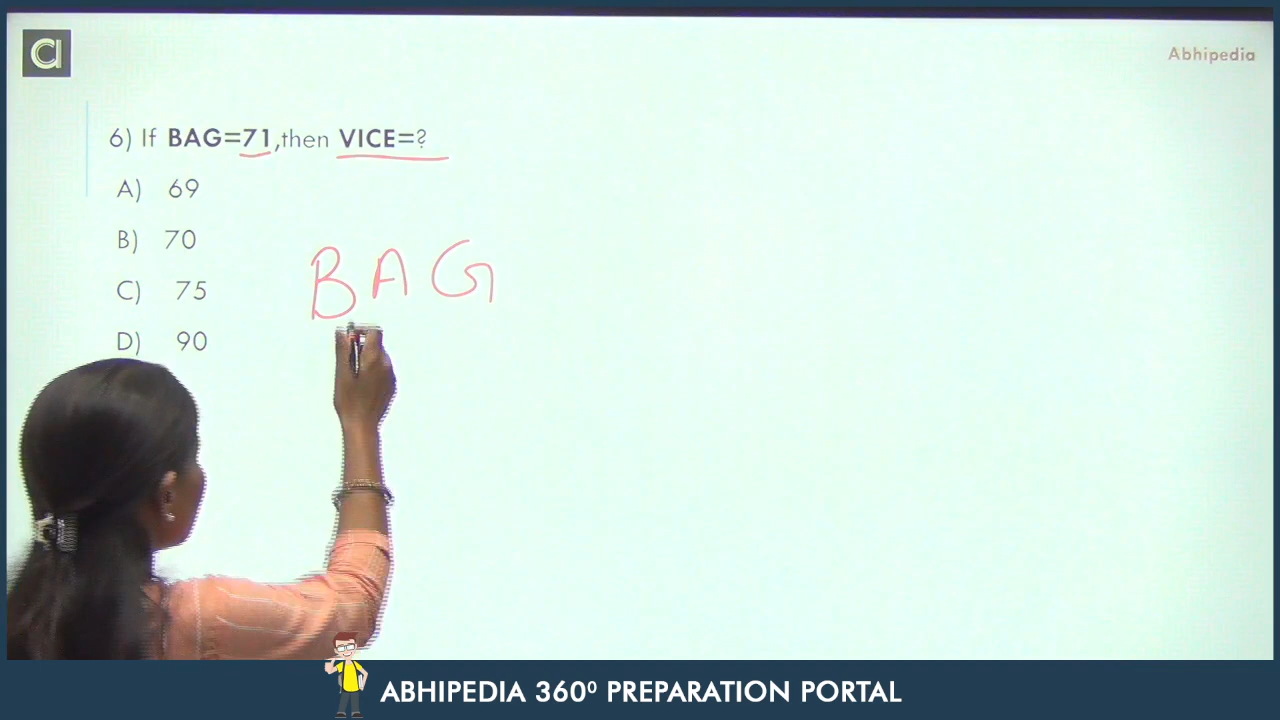 a
Abhipedia
6) If BAG=71,then VICE=?
A) 69
B) 70
C) 75
D) 90
BAG
ABHIPEDIA 360⁰ PREPARATION PORTAL